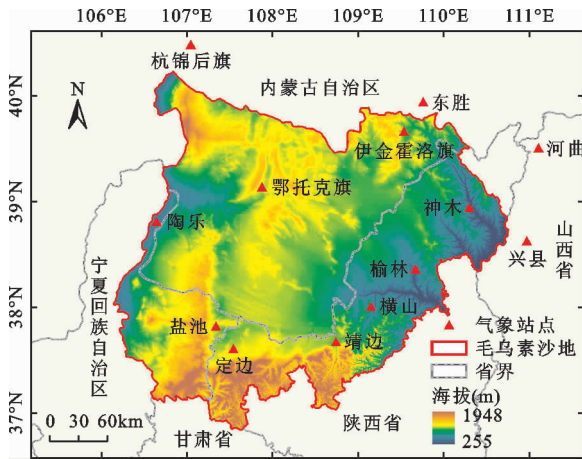 106°E 107°E 108°E 109°E 110°E 111°E
40°N
39°N
38°N
37°N
N
杭锦后旗
内蒙古自治区
东胜
伊金霍洛旗
河曲
鄂托克旗
神木
陶乐
山西省
兴县
榆林
宁夏回族自治区
横山
盐池
靖边
定边
气象站点
毛乌素沙地
省界
海拔(m)
1948
255
0 30 60km
甘肃省
陕西省